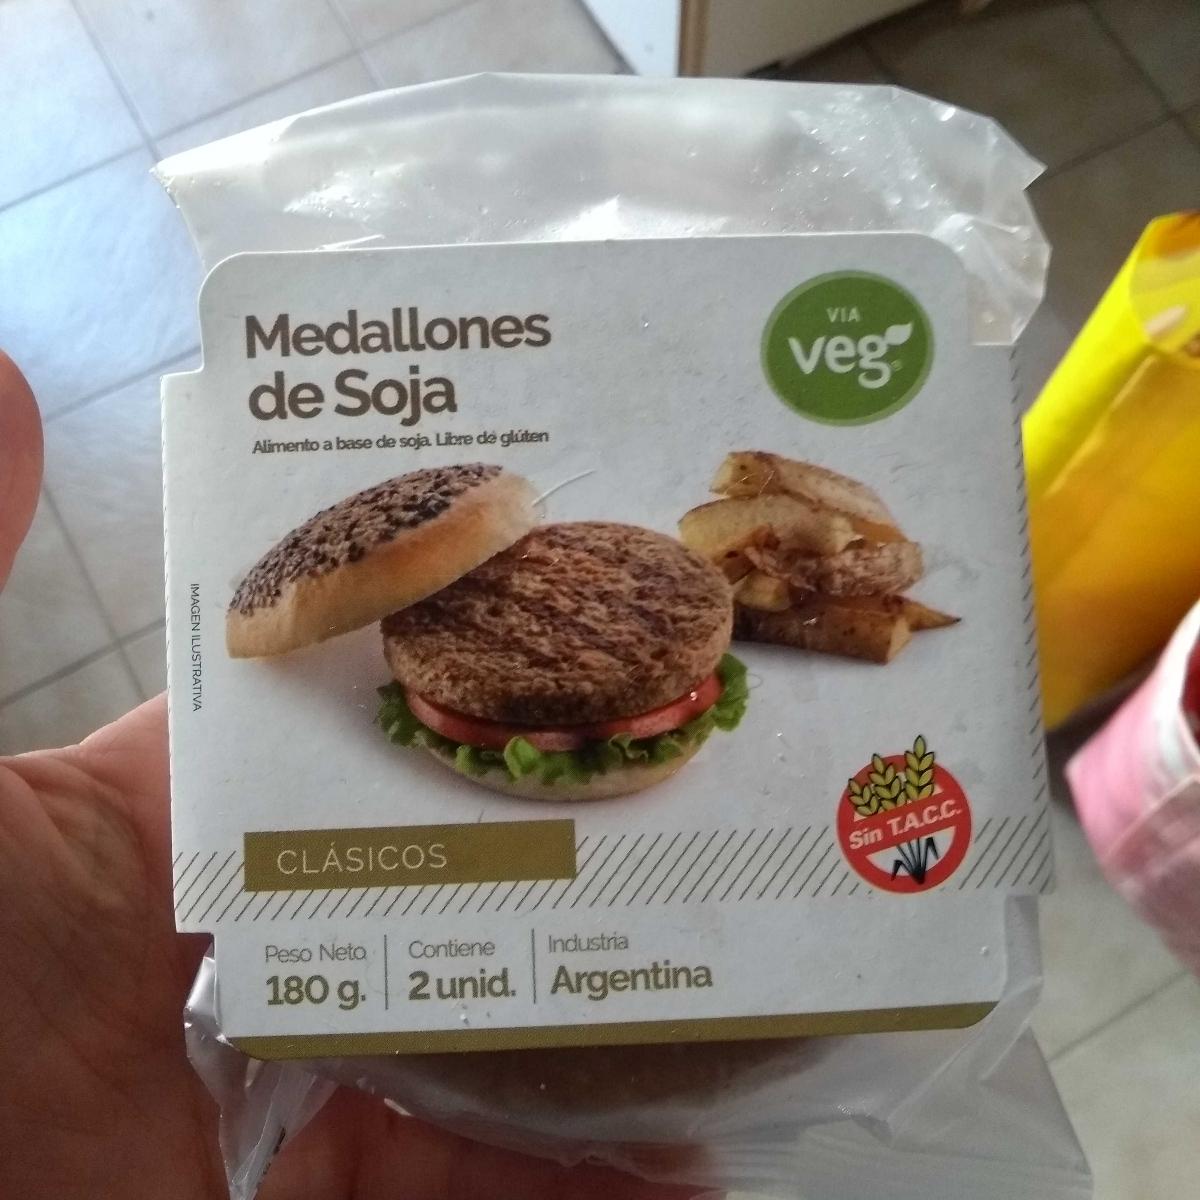 Medallones
de Soja
Alimento a base de soja. Libre de glúten
VIA
veg
IMAGEN ILUSTRATIVA
Sin T.A.C.C.
CLÁSICOS
Peso Neto
180 g.
Contiene
2 unid.
Industria
Argentina